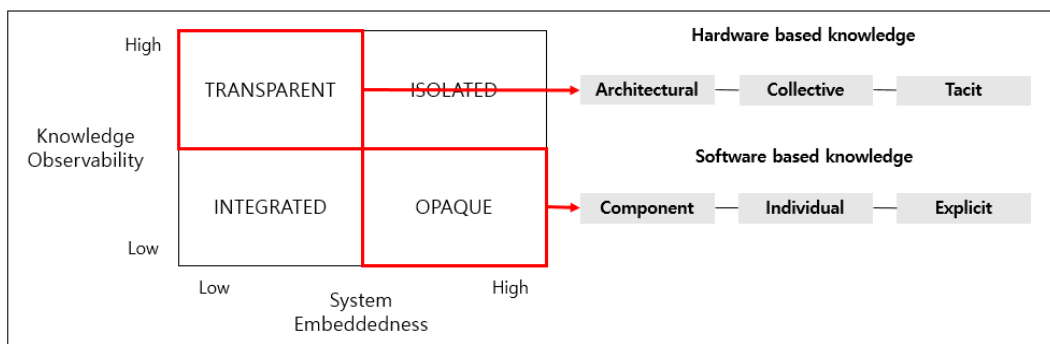 High
TRANSPARENT
ISOLATED
Knowledge
Observability
INTEGRATED
OPAQUE
Low
Low
High
System
Embeddedness
Hardware based knowledge
Architectural
Collective
Tacit
Software based knowledge
Component
Individual
Explicit